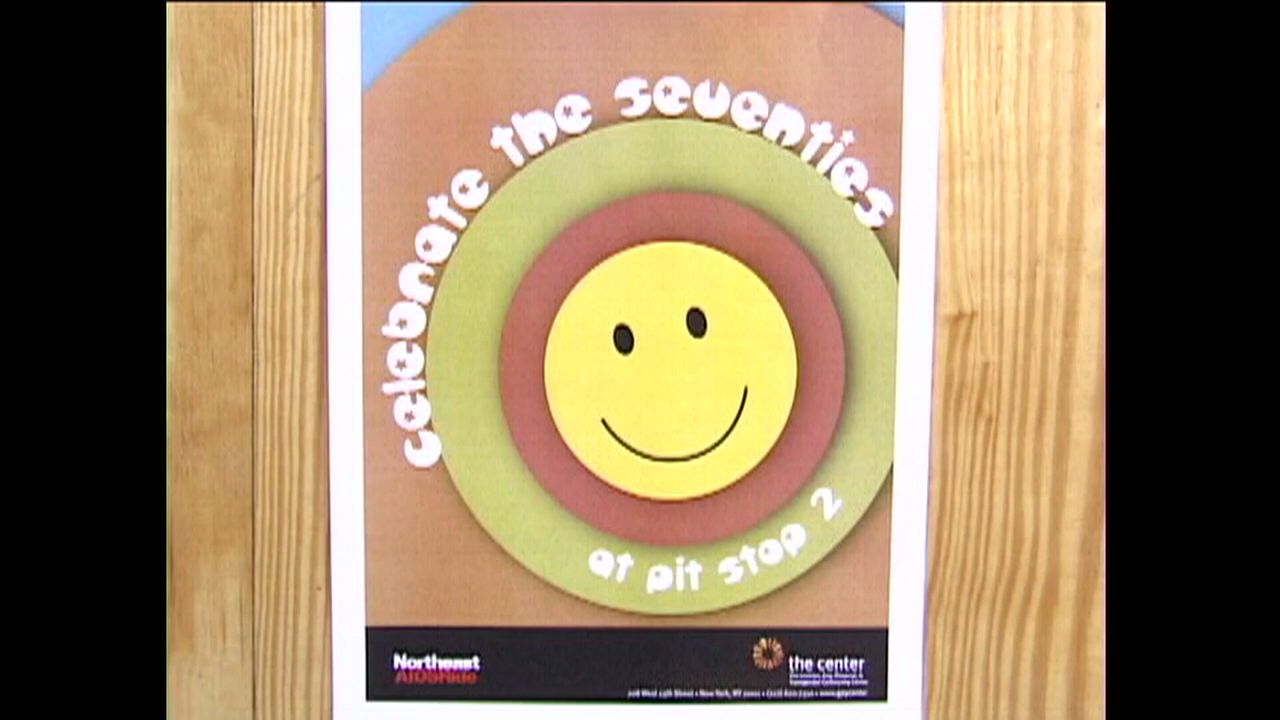 celebrate the seventies
at pit stop 2
Northeast
AIDSRide
the center